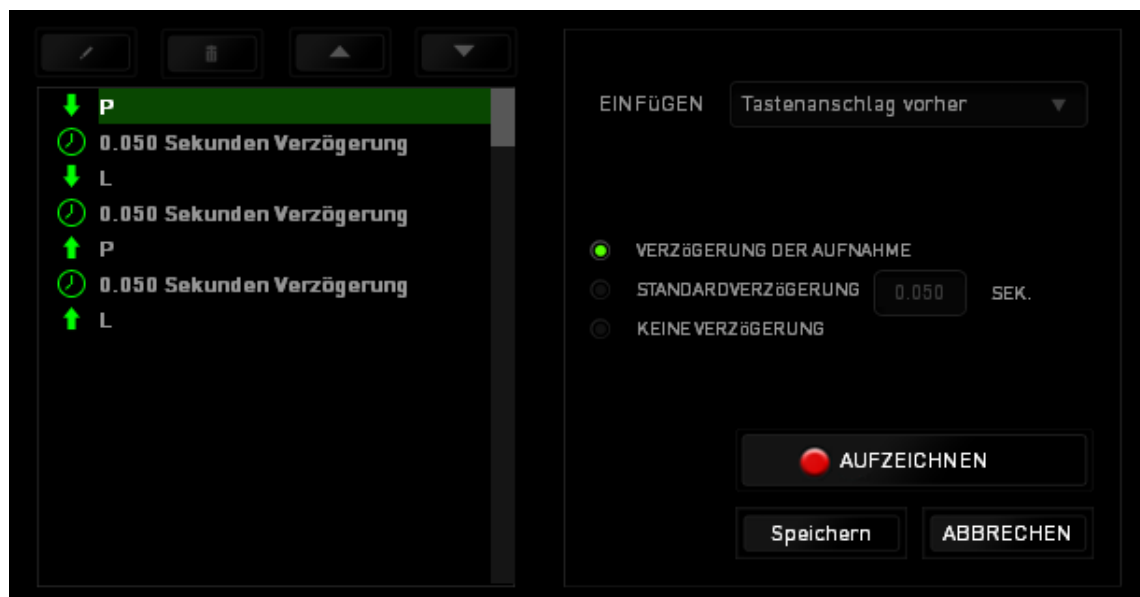 P
0.050 Sekunden Verzögerung
L
0.050 Sekunden Verzögerung
P
0.050 Sekunden Verzögerung
L
EINFüGEN Tastenanschlag vorher
VERZöGERUNG DER AUFNAHME
STANDARDVERZöGERUNG 0.050 SEK.
KEINE VERZöGERUNG
AUFZEICHNEN
Speichern ABBRECHEN